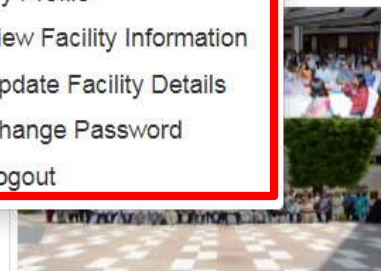 iew Facility Information
pdate Facility Details
hange Password
ogout